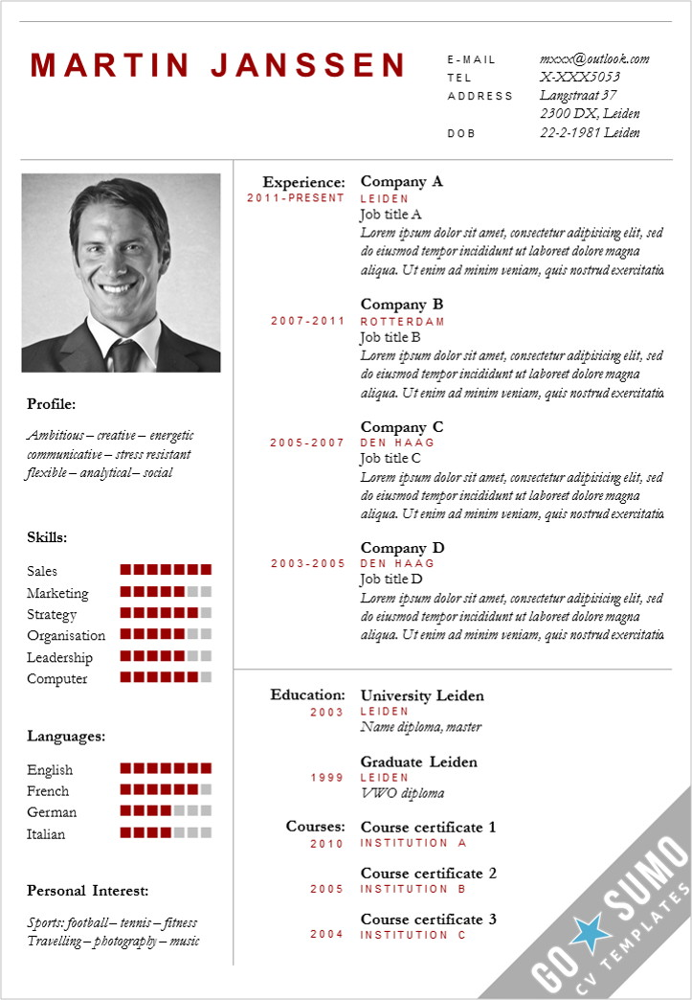 MARTIN JANSSEN
E-MAIL mxxx@outlook.com
TEL X-XXX5053
ADDRESS Langstraat 37
2300 DX, Leiden
DOB 22-2-1981 Leiden
Profile:
Ambitious – creative – energetic
communicative – stress resistant
flexible – analytical – social
Skills:
Sales
Marketing
Strategy
Organisation
Leadership
Computer
Languages:
English
French
German
Italian
Personal Interest:
Sports: football – tennis – fitness
Travelling – photography – music
Experience: Company A
2011-PRESENT LEIDEN
Job title A
Lorem ipsum dolor sit amet, consectetur adipisicing elit, sed
do eiusmod tempor incididunt ut laboreet dolore magna
aliqua. Ut enim ad minim veniam, quis nostrud exercitatia
Company B
2007-2011 ROTTERDAM
Job title B
Lorem ipsum dolor sit amet, consectetur adipisicing elit, sed
do eiusmod tempor incididunt ut laboreet dolore magna
aliqua. Ut enim ad minim veniam, quis nostrud exercitatia
Company C
2005-2007 DEN HAAG
Job title C
Lorem ipsum dolor sit amet, consectetur adipisicing elit, sed
do eiusmod tempor incididunt ut laboreet dolore magna
aliqua. Ut enim ad minim veniam, quis nostrud exercitatia
Company D
2003-2005 DEN HAAG
Job title D
Lorem ipsum dolor sit amet, consectetur adipisicing elit, sed
do eiusmod tempor incididunt ut laboreet dolore magna
aliqua. Ut enim ad minim veniam, quis nostrud exercitatia
Education: University Leiden
2003 LEIDEN
Name diploma, master
Graduate Leiden
1999 LEIDEN
VWO diploma
Courses: Course certificate 1
2010 INSTITUTION A
Course certificate 2
2005 INSTITUTION B
Course certificate 3
2004 INSTITUTION C
GO SUMO
CV TEMPLATES